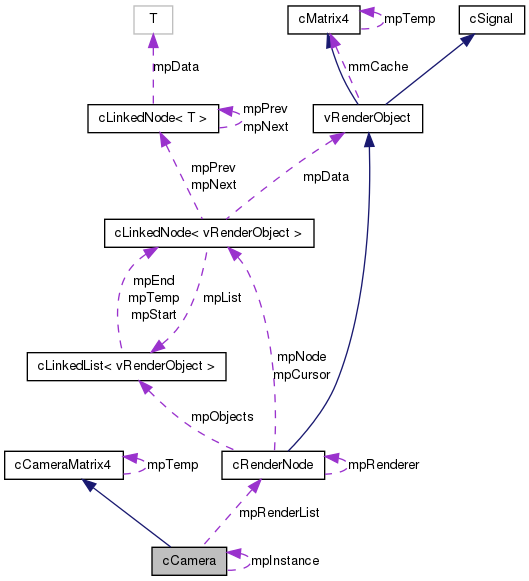 T
cMatrix4
mpTemp
cSignal
mpData
mmCache
cLinkedNode< T >
mpPrev
mpNext
vRenderObject
mpPrev
mpNext
mpData
cLinkedNode< vRenderObject >
mpEnd
mpTemp
mpStart
mpList
mpNode
mpCursor
cLinkedList< vRenderObject >
mpObjects
cCameraMatrix4
mpTemp
cRenderNode
mpRenderer
mpRenderList
cCamera
mpInstance